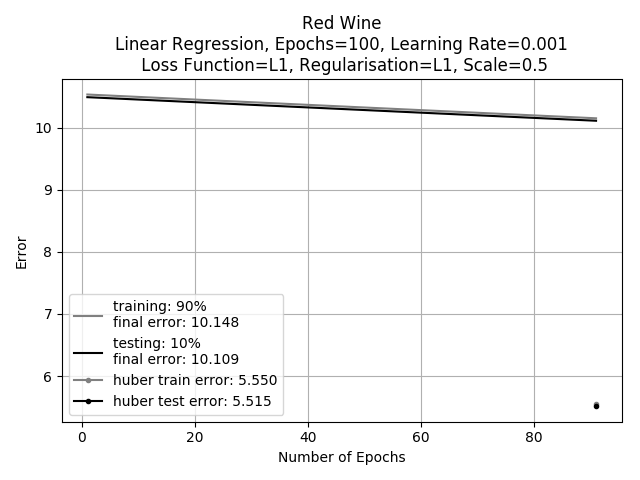 Red Wine
Linear Regression, Epochs=100, Learning Rate=0.001
Loss Function=L1, Regularisation=L1, Scale=0.5
10
9
8
7
6
Error
training: 90%
final error: 10.148
testing: 10%
final error: 10.109
huber train error: 5.550
huber test error: 5.515
0 20 40 60 80
Number of Epochs